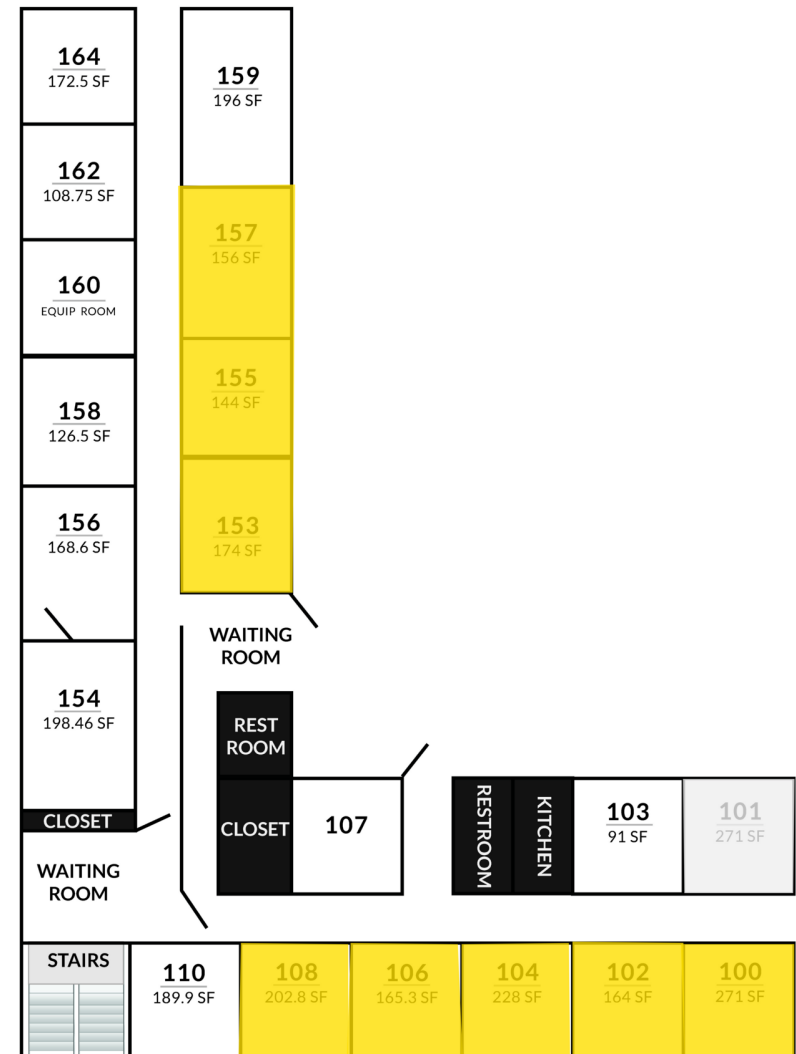 164
172.5 SF
162
108.75 SF
160
EQUIP ROOM
158
126.5 SF
156
168.6 SF
154
198.46 SF
CLOSET
WAITING
ROOM
STAIRS
159
196 SF
157
156 SF
155
144 SF
153
174 SF
WAITING
ROOM
REST
ROOM
CLOSET
107
RESTROOM
KITCHEN
103
91 SF
101
271 SF
110
189.9 SF
108
202.8 SF
106
165.3 SF
104
228 SF
102
164 SF
100
271 SF